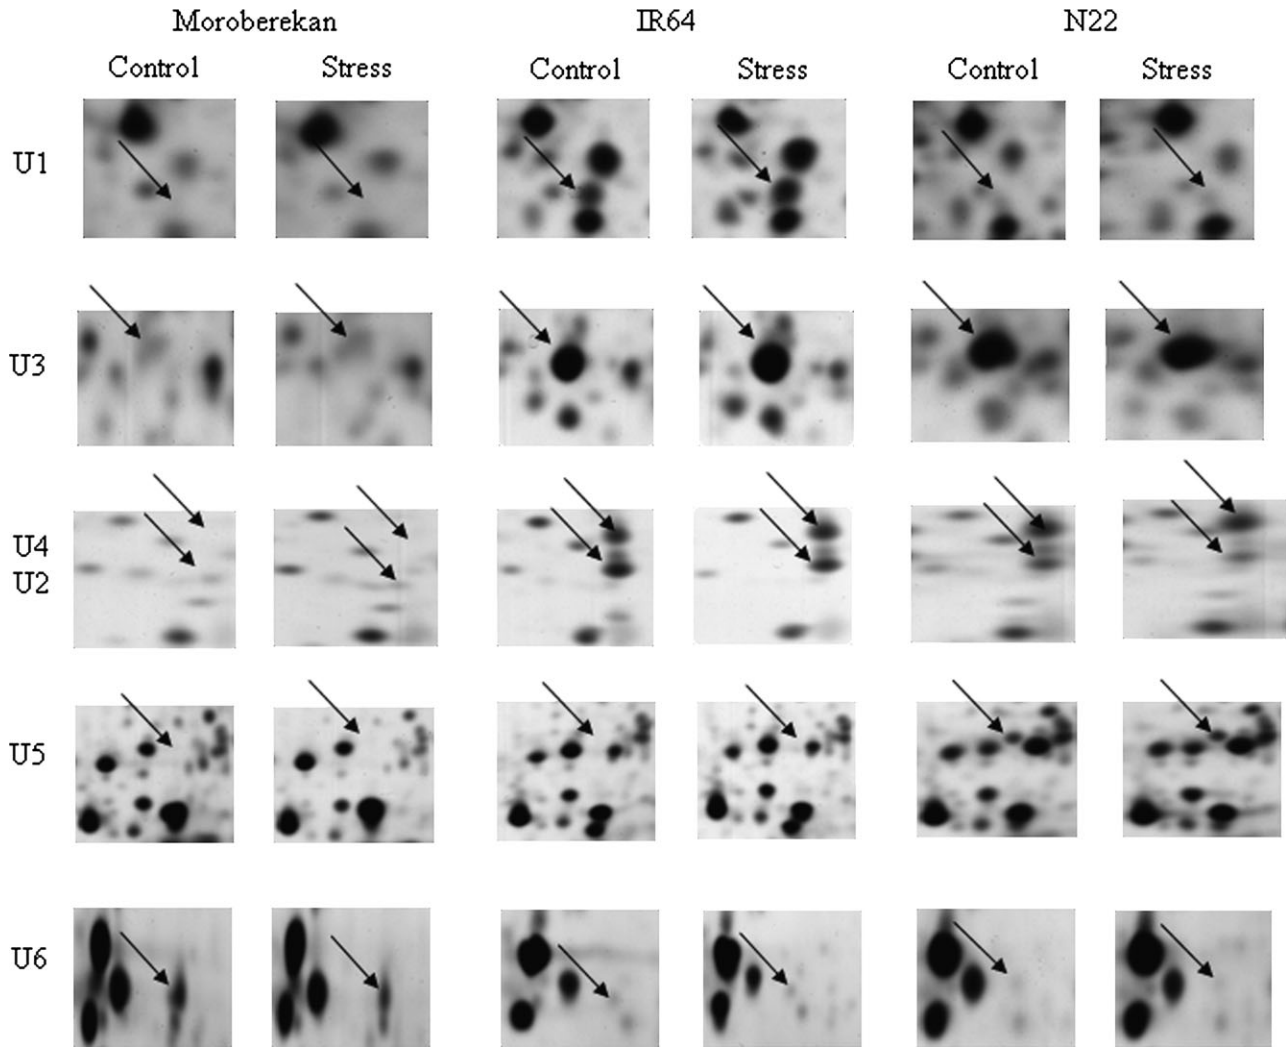 Moroberekan IR64 N22
Control Stress Control Stress Control Stress
U1
U3
U4
U2
U5
U6